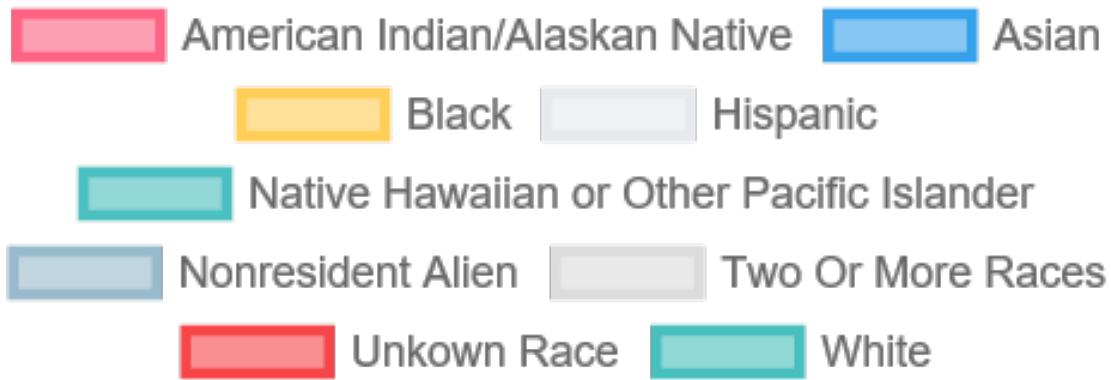 American Indian/Alaskan Native Asian
Black Hispanic
Native Hawaiian or Other Pacific Islander
Nonresident Alien Two Or More Races
Unkown Race White